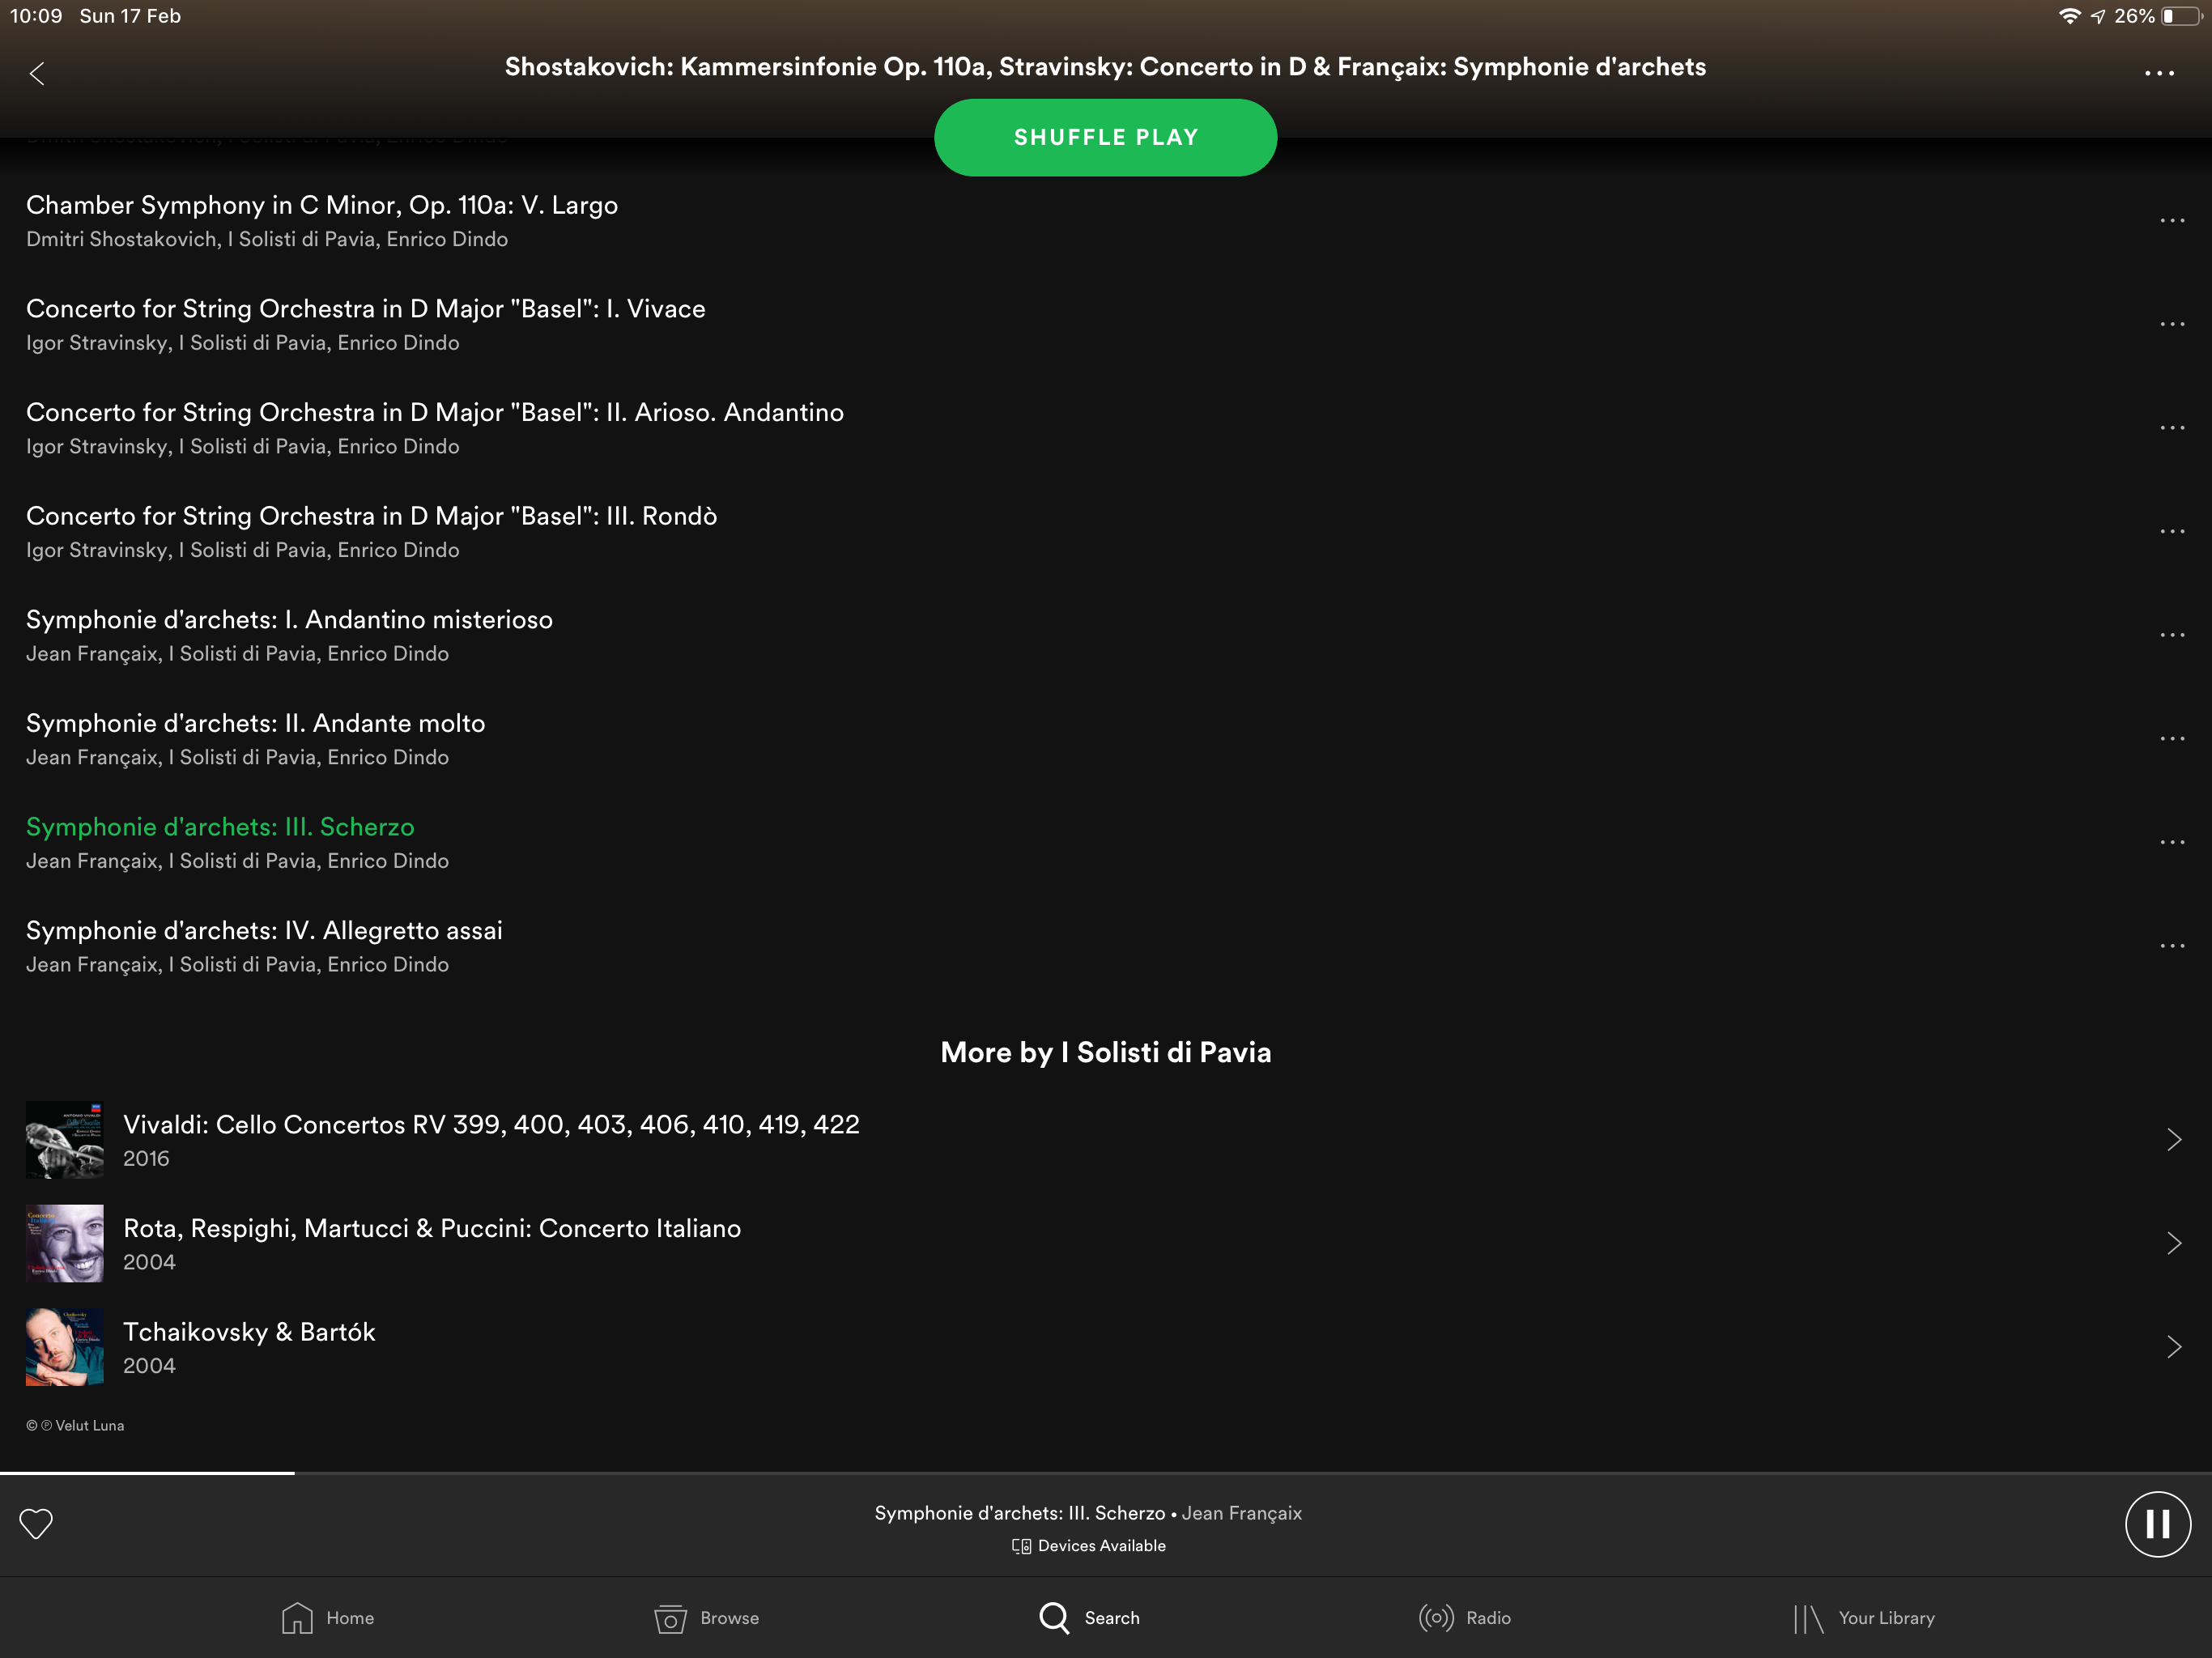 10:09 Sun 17 Feb
26%
Shostakovich: Kammersinfonie Op. 110a, Stravinsky: Concerto in D & Françaix: Symphonie d'archets
SHUFFLE PLAY
Dmitri Shostakovich, I Solisti di Pavia, Enrico Dindo
Chamber Symphony in C Minor, Op. 110a: V. Largo
Dmitri Shostakovich, I Solisti di Pavia, Enrico Dindo
Concerto for String Orchestra in D Major "Basel": I. Vivace
Igor Stravinsky, I Solisti di Pavia, Enrico Dindo
Concerto for String Orchestra in D Major "Basel": II. Arioso. Andantino
Igor Stravinsky, I Solisti di Pavia, Enrico Dindo
Concerto for String Orchestra in D Major "Basel": III. Rondò
Igor Stravinsky, I Solisti di Pavia, Enrico Dindo
Symphonie d'archets: I. Andantino misterioso
Jean Françaix, I Solisti di Pavia, Enrico Dindo
Symphonie d'archets: II. Andante molto
Jean Françaix, I Solisti di Pavia, Enrico Dindo
Symphonie d'archets: III. Scherzo
Jean Françaix, I Solisti di Pavia, Enrico Dindo
Symphonie d'archets: IV. Allegretto assai
Jean Françaix, I Solisti di Pavia, Enrico Dindo
More by I Solisti di Pavia
Vivaldi: Cello Concertos RV 399, 400, 403, 406, 410, 419, 422
2016
Rota, Respighi, Martucci & Puccini: Concerto Italiano
2004
Tchaikovsky & Bartók
2004
© ℗ Velut Luna
Symphonie d'archets: III. Scherzo • Jean Françaix
Devices Available
Home
Browse
Search
Radio
Your Library